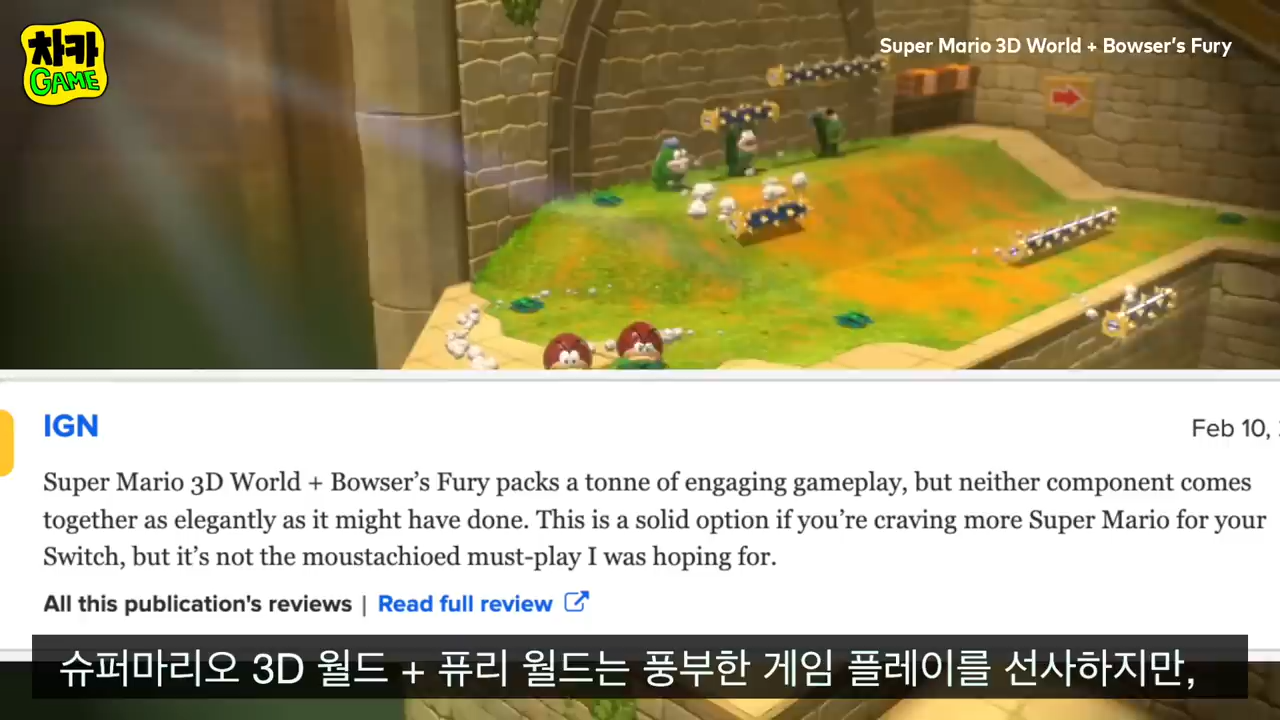 차카
GAME
Super Mario 3D World + Bowser's Fury
IGN
Feb 10,
Super Mario 3D World + Bowser’s Fury packs a tonne of engaging gameplay, but neither component comes
together as elegantly as it might have done. This is a solid option if you’re craving more Super Mario for your
Switch, but it’s not the moustachioed must-play I was hoping for.
All this publication's reviews | Read full review
슈퍼마리오 3D 월드 + 퓨리 월드는 풍부한 게임 플레이를 선사하지만,